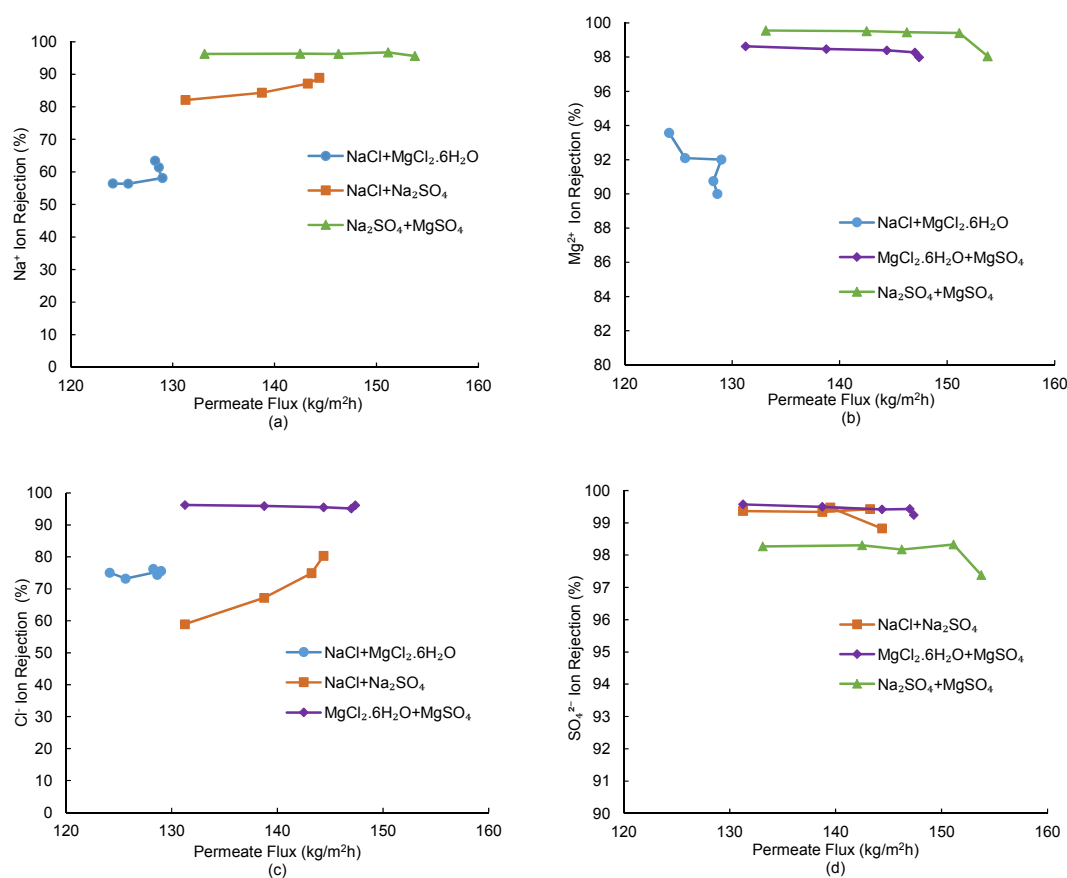 100
90
80
70
60
50
40
30
20
10
0
Na⁺ Ion Rejection (%)
NaCl+MgCl₂.6H₂O
NaCl+Na₂SO₄
Na₂SO₄+MgSO₄
120
130
140
150
160
Permeate Flux (kg/m²h)
(a)
100
98
96
94
92
90
88
86
84
82
80
Mg²⁺ Ion Rejection (%)
NaCl+MgCl₂.6H₂O
MgCl₂.6H₂O+MgSO₄
Na₂SO₄+MgSO₄
120
130
140
150
160
Permeate Flux (kg/m²h)
(b)
100
90
80
70
60
50
40
30
20
10
0
Cl⁻ Ion Rejection (%)
NaCl+MgCl₂.6H₂O
NaCl+Na₂SO₄
MgCl₂.6H₂O+MgSO₄
120
130
140
150
160
Permeate Flux (kg/m²h)
(c)
100
99
98
97
96
95
94
93
92
91
90
SO₄²⁻ Ion Rejection (%)
NaCl+Na₂SO₄
MgCl₂.6H₂O+MgSO₄
Na₂SO₄+MgSO₄
120
130
140
150
160
Permeate Flux (kg/m²h)
(d)